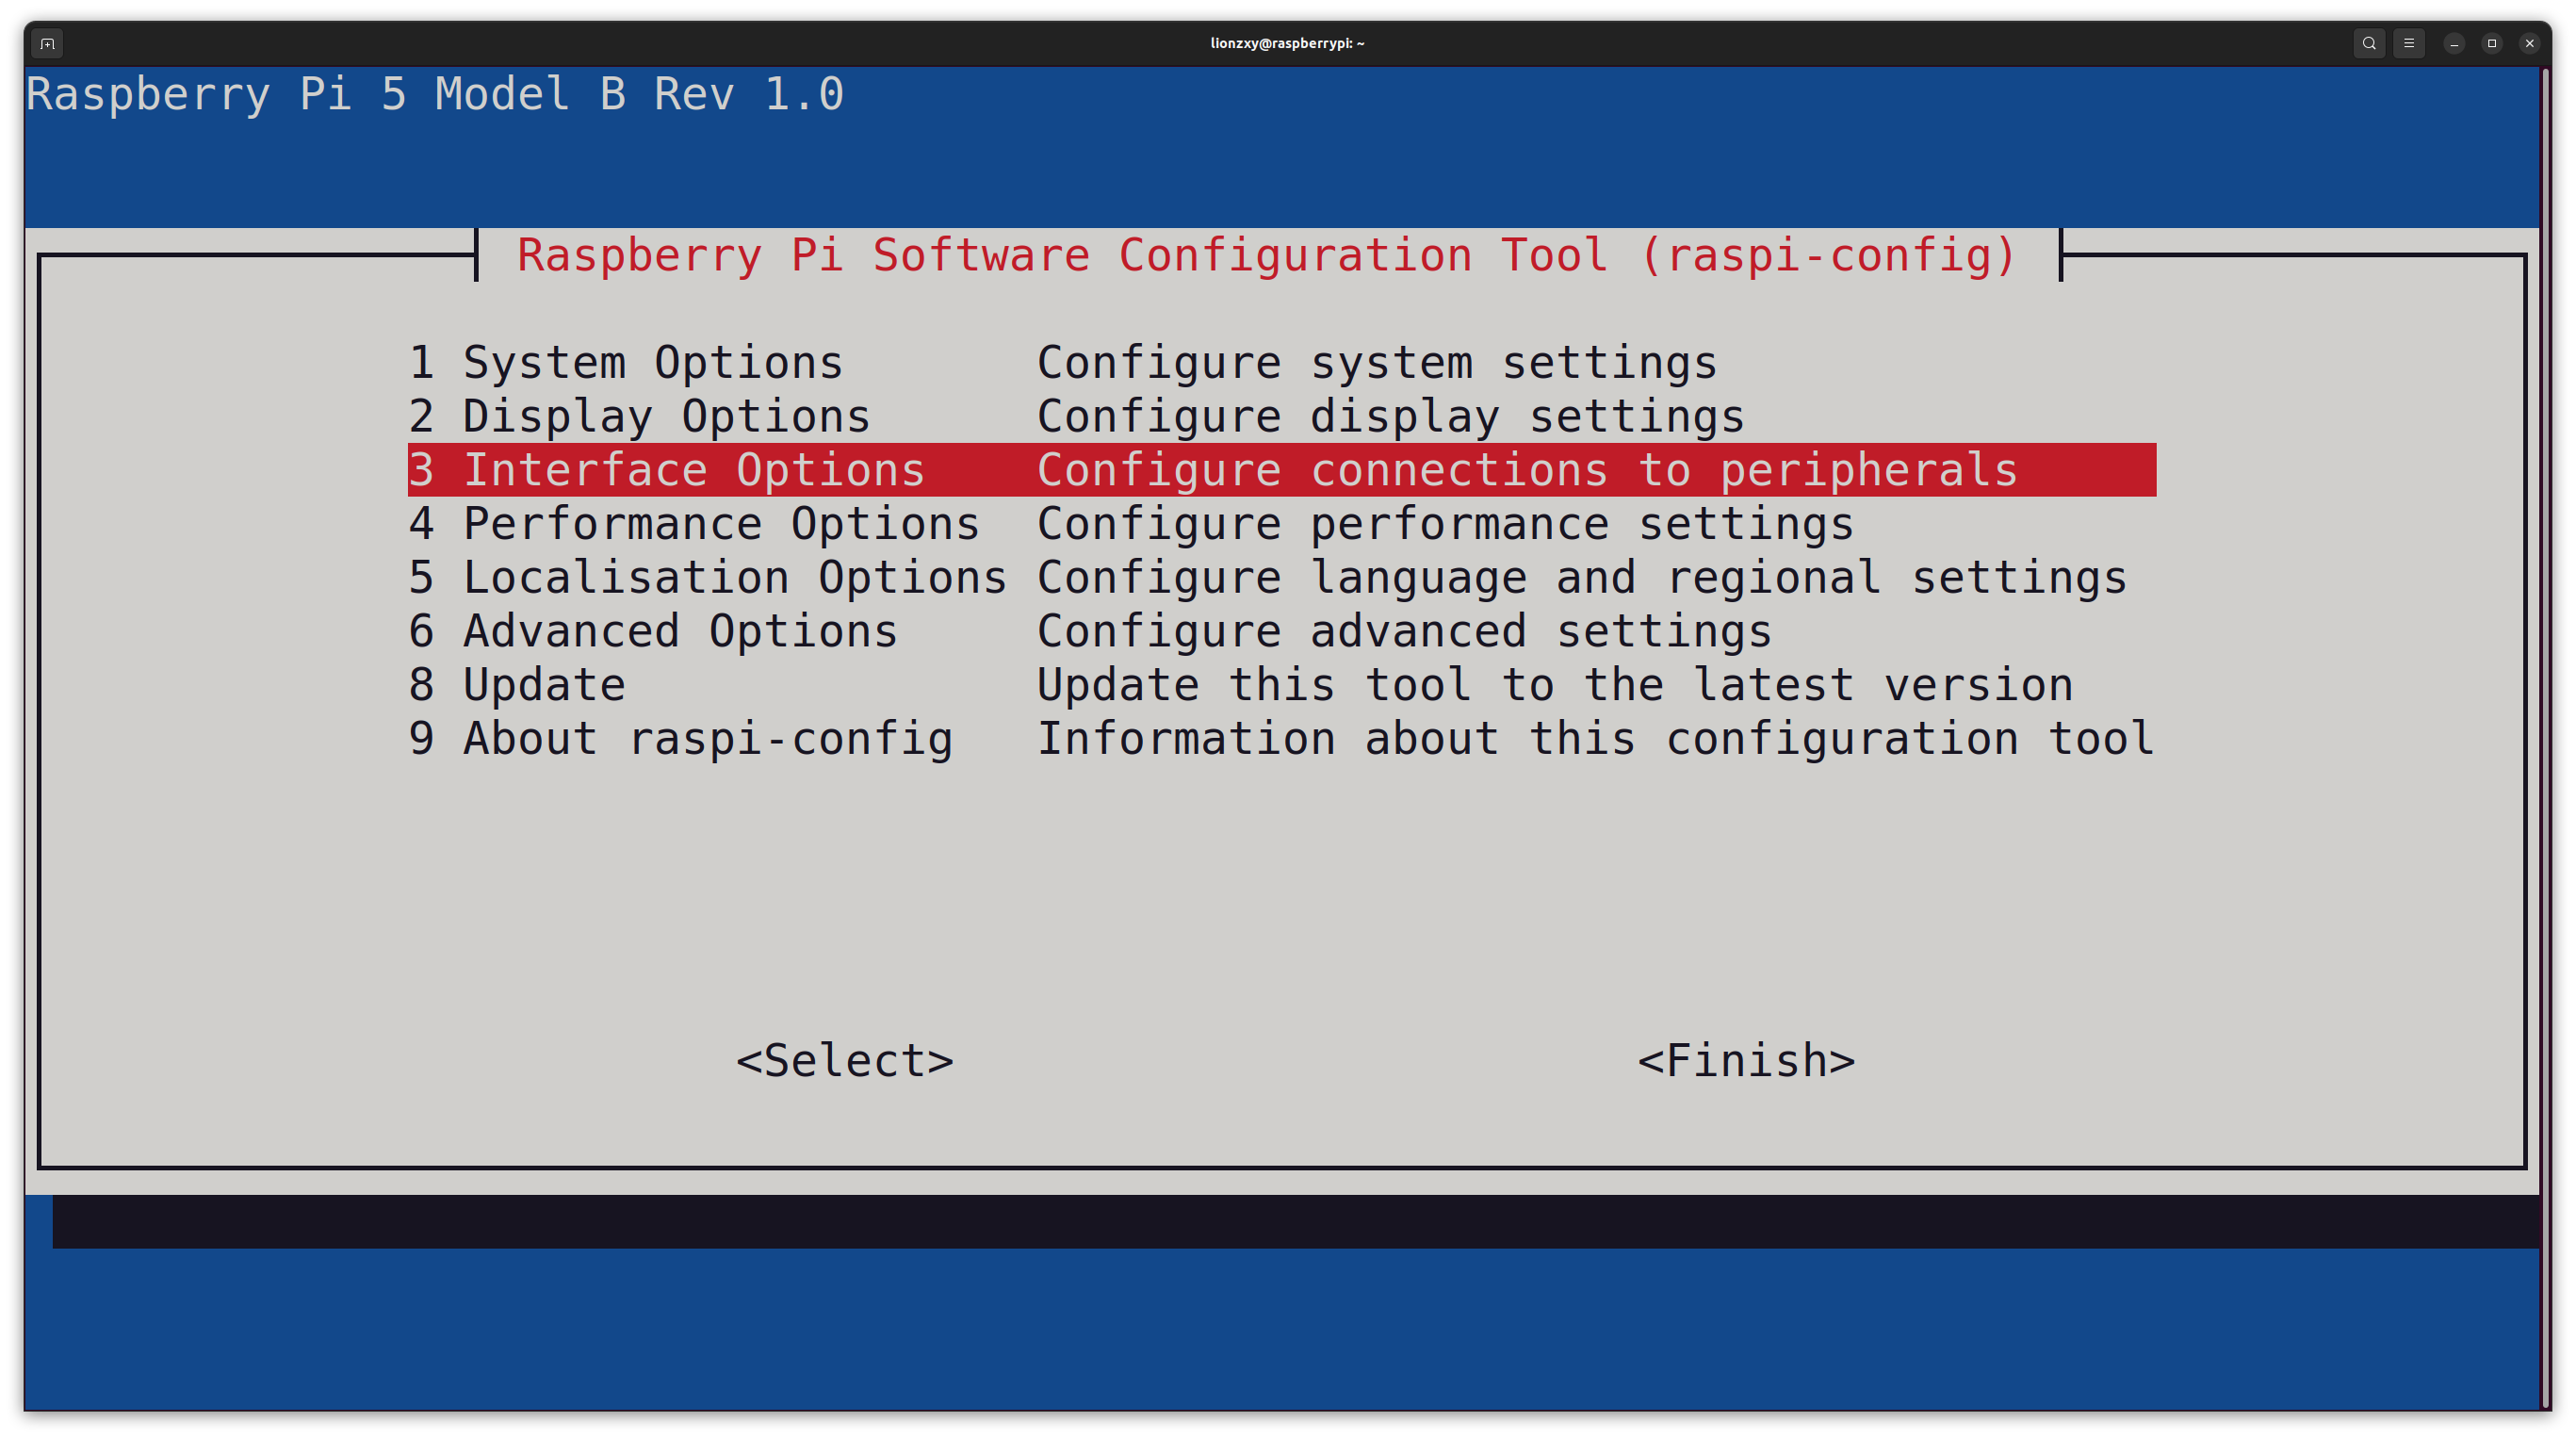 lionzxy@raspberrypi: ~
Raspberry Pi 5 Model B Rev 1.0
Raspberry Pi Software Configuration Tool (raspi-config)
1 System Options Configure system settings
2 Display Options Configure display settings
3 Interface Options Configure connections to peripherals
4 Performance Options Configure performance settings
5 Localisation Options Configure language and regional settings
6 Advanced Options Configure advanced settings
8 Update Update this tool to the latest version
9 About raspi-config Information about this configuration tool
<Select> <Finish>